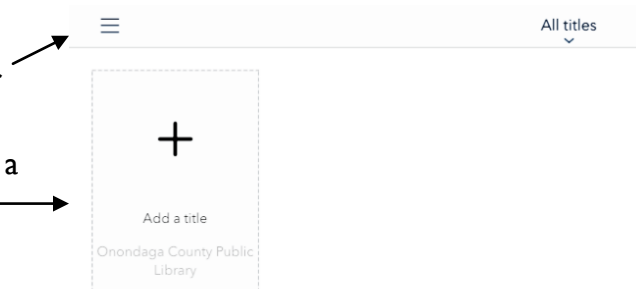 All titles
a
Add a title
Onondaga County Public
Library